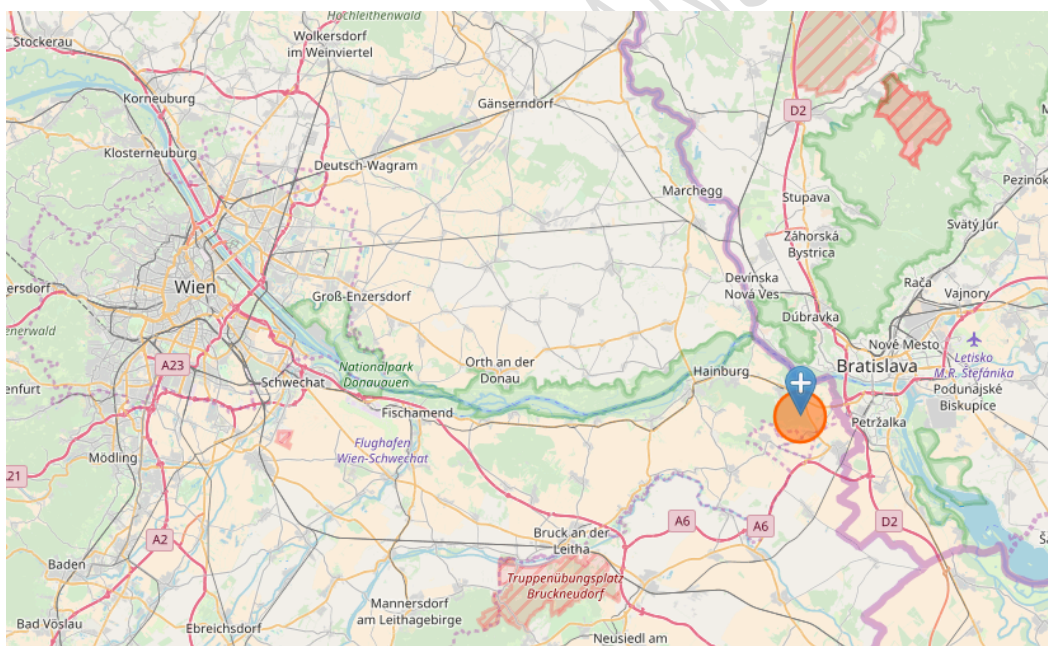 Hochleithenwald
Stockerau
Wolkersdorf
im Weinviertel
Korneuburg
Gänserndorf
D2
Klosterneuburg
Deutsch-Wagram
Marchegg
Stupava
Pezinok
Svätý Jur
Záhorská
Bystrica
Devínska
Nová Ves
Rača
Vajnory
ersdorf
Wien
Groß-Enzersdorf
Dúbravka
enerwald
Nové Mesto
Letisko
M.R. Štefánika
Orth an der
Donau
Nationalpark
Donauauen
A23
Schwechat
Hainburg
Bratislava
Podunajské
Biskupice
enfurt
Fischamend
Petržalka
Flughafen
Wien-Schwechat
Mödling
A21
A6
A6
D2
A2
Bruck an der
Leitha
Baden
Truppenübungsplatz
Bruckneudorf
Mannersdorf
am Leithagebirge
Bad Vöslau
Ebreichsdorf
Neusiedl am